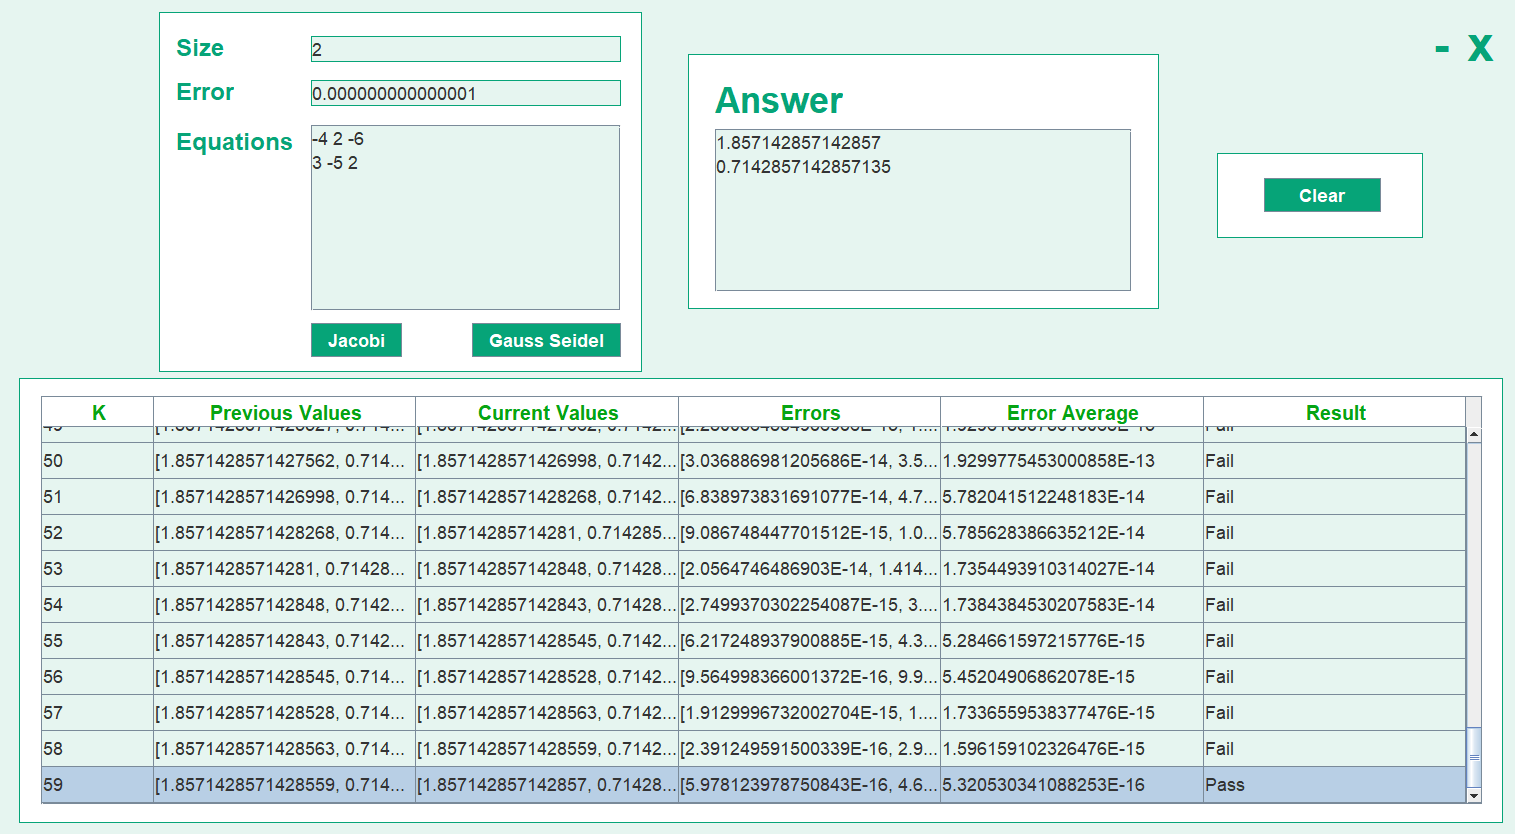 Size
2
Error
0.000000000000001
Equations
-4 2 -6
3 -5 2
Jacobi
Gauss Seidel
Answer
1.857142857142857
0.7142857142857135
- X
Clear
K Previous Values Current Values Errors Error Average Result
50 [1.8571428571427562, 0.714... [1.8571428571426998, 0.7142... [3.036886981205686E-14, 3.5... 1.9299775453000858E-13 Fail
51 [1.8571428571426998, 0.714... [1.8571428571428268, 0.7142... [6.838973831691077E-14, 4.7... 5.782041512248183E-14 Fail
52 [1.8571428571428268, 0.714... [1.85714285714281, 0.714285... [9.086748447701512E-15, 1.0... 5.785628386635212E-14 Fail
53 [1.85714285714281, 0.71428... [1.857142857142848, 0.71428... [2.0564746486903E-14, 1.414... 1.7354493910314027E-14 Fail
54 [1.857142857142848, 0.7142... [1.857142857142843, 0.71428... [2.7499370302254087E-15, 3.... 1.7384384530207583E-14 Fail
55 [1.857142857142843, 0.7142... [1.8571428571428545, 0.7142... [6.217248937900885E-15, 4.3... 5.284661597215776E-15 Fail
56 [1.8571428571428545, 0.714... [1.8571428571428528, 0.7142... [9.564998366001372E-16, 9.9... 5.45204906862078E-15 Fail
57 [1.8571428571428528, 0.714... [1.8571428571428563, 0.7142... [1.9129996732002704E-15, 1.... 1.7336559538377476E-15 Fail
58 [1.8571428571428563, 0.714... [1.8571428571428559, 0.7142... [2.391249591500339E-16, 2.9... 1.596159102326476E-15 Fail
59 [1.8571428571428559, 0.714... [1.857142857142857, 0.71428... [5.978123978750843E-16, 4.6... 5.320530341088253E-16 Pass